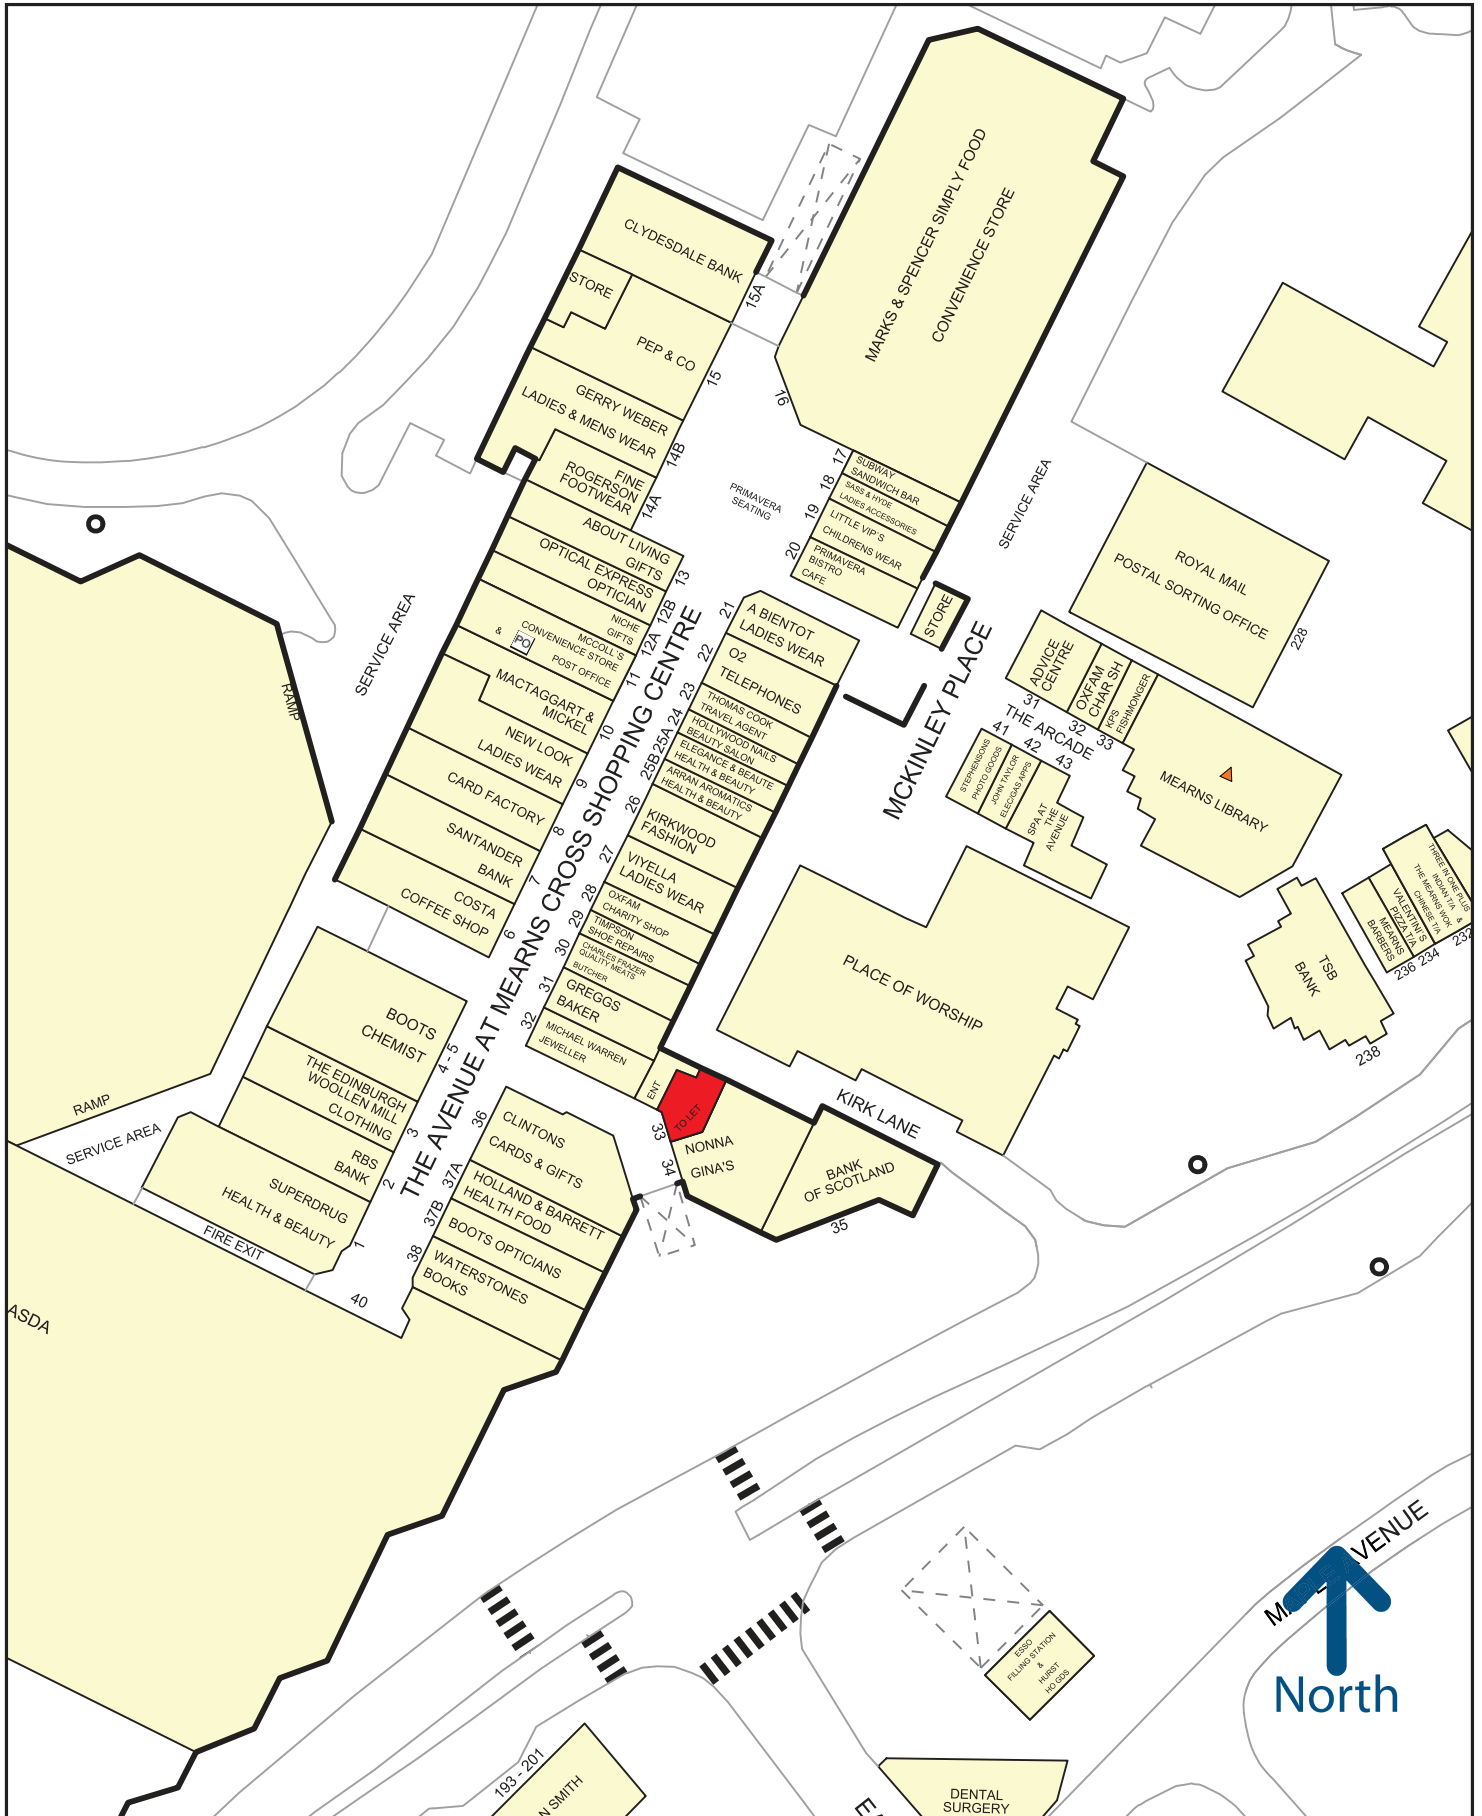 MARKS & SPENCER SIMPLY FOOD
CONVENIENCE STORE
CLYDESDALE BANK
15A
STORE
PEP & CO
15
16
GERRY WEBER
LADIES & MENS WEAR
14B
FINE
ROGERSON
FOOTWEAR
14A
PRIMAVERA
SEATING
17
SUBWAY
SANDWICH BAR
18
SASS & HYDE
LADIES ACCESSORIES
19
LITTLE VIP'S
CHILDRENS WEAR
20
PRIMAVERA
BISTRO
CAFE
SERVICE AREA
ROYAL MAIL
POSTAL SORTING OFFICE
228
ABOUT LIVING
GIFTS
13
OPTICAL EXPRESS
OPTICIAN
12B
NICHE
GIFTS
12A
MCCOLL'S
CONVENIENCE STORE
&
PO
POST OFFICE
11
MACTAGGART &
MICKEL
10
NEW LOOK
LADIES WEAR
9
CARD FACTORY
8
SANTANDER
BANK
7
COSTA
COFFEE SHOP
6
SERVICE AREA
RAMP
THE AVENUE AT MEARNS CROSS SHOPPING CENTRE
21
A BIENTOT
LADIES WEAR
22
O2
TELEPHONES
23
THOMAS COOK
TRAVEL AGENT
24
HOLLYWOOD NAILS
BEAUTY SALON
25A
ELEGANCE & BEAUTE
HEALTH & BEAUTY
25B
ARRAN AROMATICS
HEALTH & BEAUTY
26
KIRKWOOD
FASHION
27
VIYELLA
LADIES WEAR
28
OXFAM
CHARITY SHOP
29
TIMPSON
SHOE REPAIRS
30
CHARLES FRAZER
QUALITY MEATS
BUTCHER
31
GREGGS
BAKER
32
MICHAEL WARREN
JEWELLER
STORE
MCKINLEY PLACE
ADVICE
CENTRE
31
OXFAM
CHAR SH
32
KPS
FISHMONGER
33
THE ARCADE
41
42
43
STEPHENSONS
PHOTO GOODS
JOHN TAYLOR
ELEC/GAS APPS
SPA AT
THE
AVENUE
MEARNS LIBRARY
PLACE OF WORSHIP
TSB
BANK
238
THREE IN ONE PLUS
INDIAN T/A
&
THE MEARNS WOK
CHINESE T/A
232
VALENTINI'S
PIZZA T/A
234
MEARNS
BARBERS
236
BOOTS
CHEMIST
4 - 5
THE EDINBURGH
WOOLLEN MILL
CLOTHING
3
RBS
BANK
2
SUPERDRUG
HEALTH & BEAUTY
1
FIRE EXIT
RAMP
SERVICE AREA
40
ASDA
36
CLINTONS
CARDS & GIFTS
37A
HOLLAND & BARRETT
HEALTH FOOD
37B
BOOTS OPTICIANS
38
WATERSTONES
BOOKS
ENT
TO LET
33
34
NONNA
GINA'S
BANK
OF SCOTLAND
35
KIRK LANE
ESSO
FILLING STATION
&
HURST
HO GDS
VENUE
North
193 - 201
N SMITH
DENTAL
SURGERY